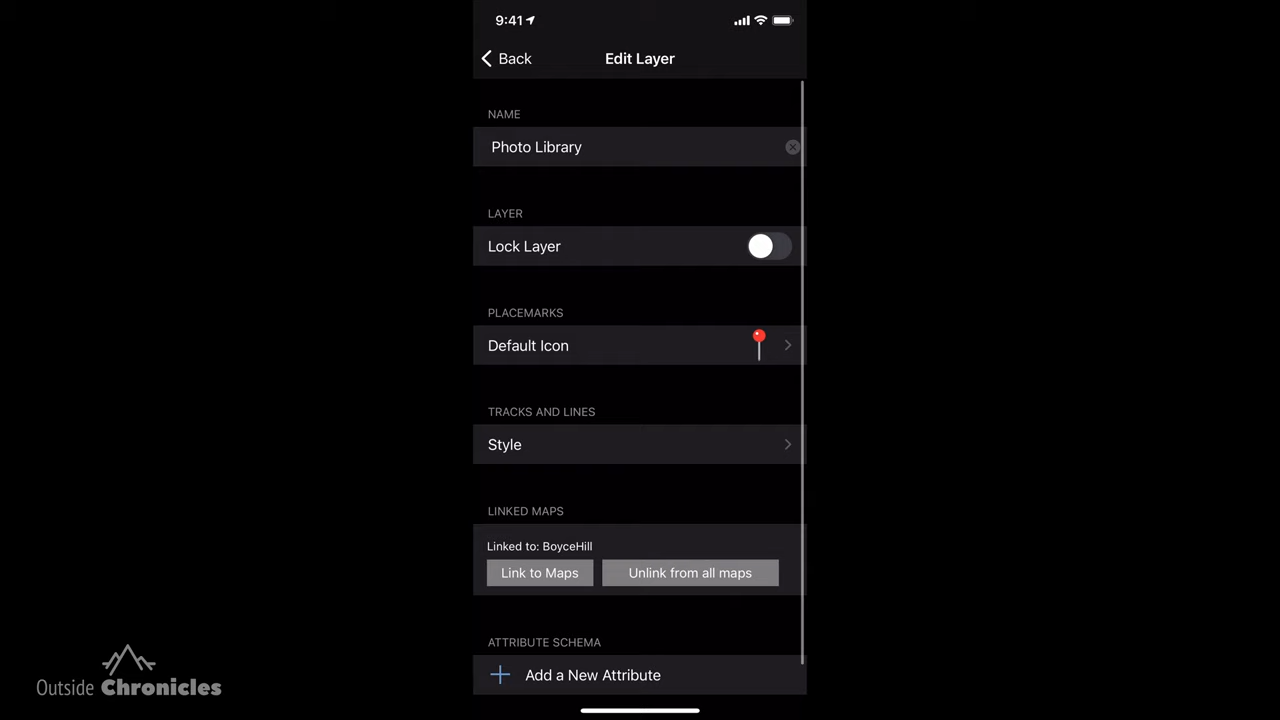 9:41
Back
Edit Layer
NAME
Photo Library
LAYER
Lock Layer
PLACEMARKS
Default Icon
TRACKS AND LINES
Style
LINKED MAPS
Linked to: BoyceHill
Link to Maps
Unlink from all maps
ATTRIBUTE SCHEMA
Add a New Attribute
Outside Chronicles